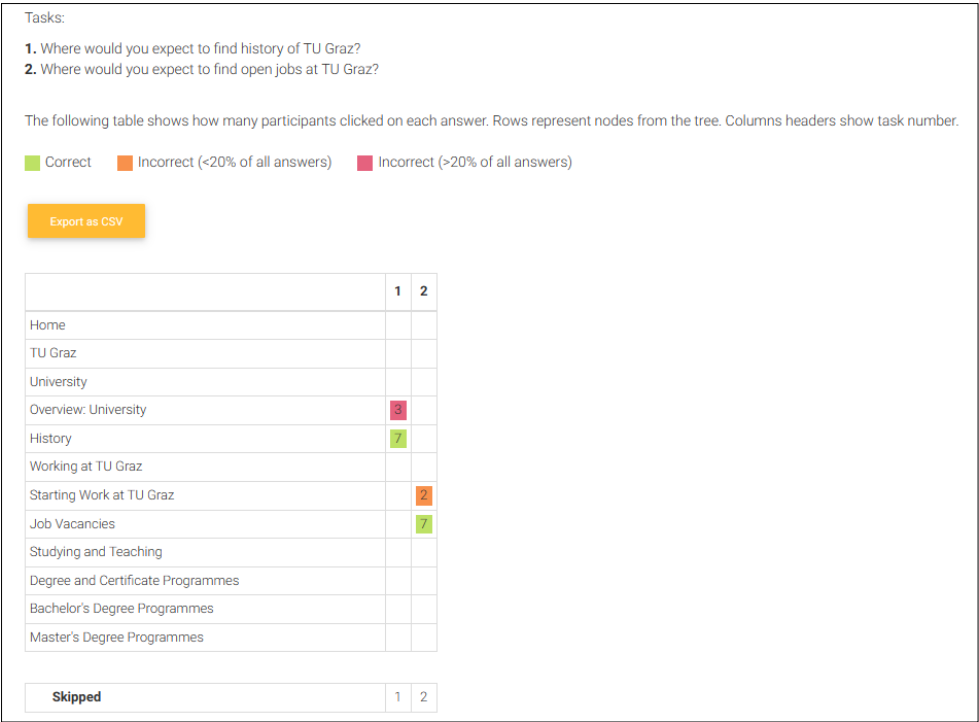 Tasks:
1. Where would you expect to find history of TU Graz?
2. Where would you expect to find open jobs at TU Graz?
The following table shows how many participants clicked on each answer. Rows represent nodes from the tree. Columns headers show task number.
Correct Incorrect (<20% of all answers) Incorrect (>20% of all answers)
Export as CSV
1 2
Home
TU Graz
University
Overview: University 3
History 7
Working at TU Graz
Starting Work at TU Graz 2
Job Vacancies 7
Studying and Teaching
Degree and Certificate Programmes
Bachelor's Degree Programmes
Master's Degree Programmes
Skipped 1 2